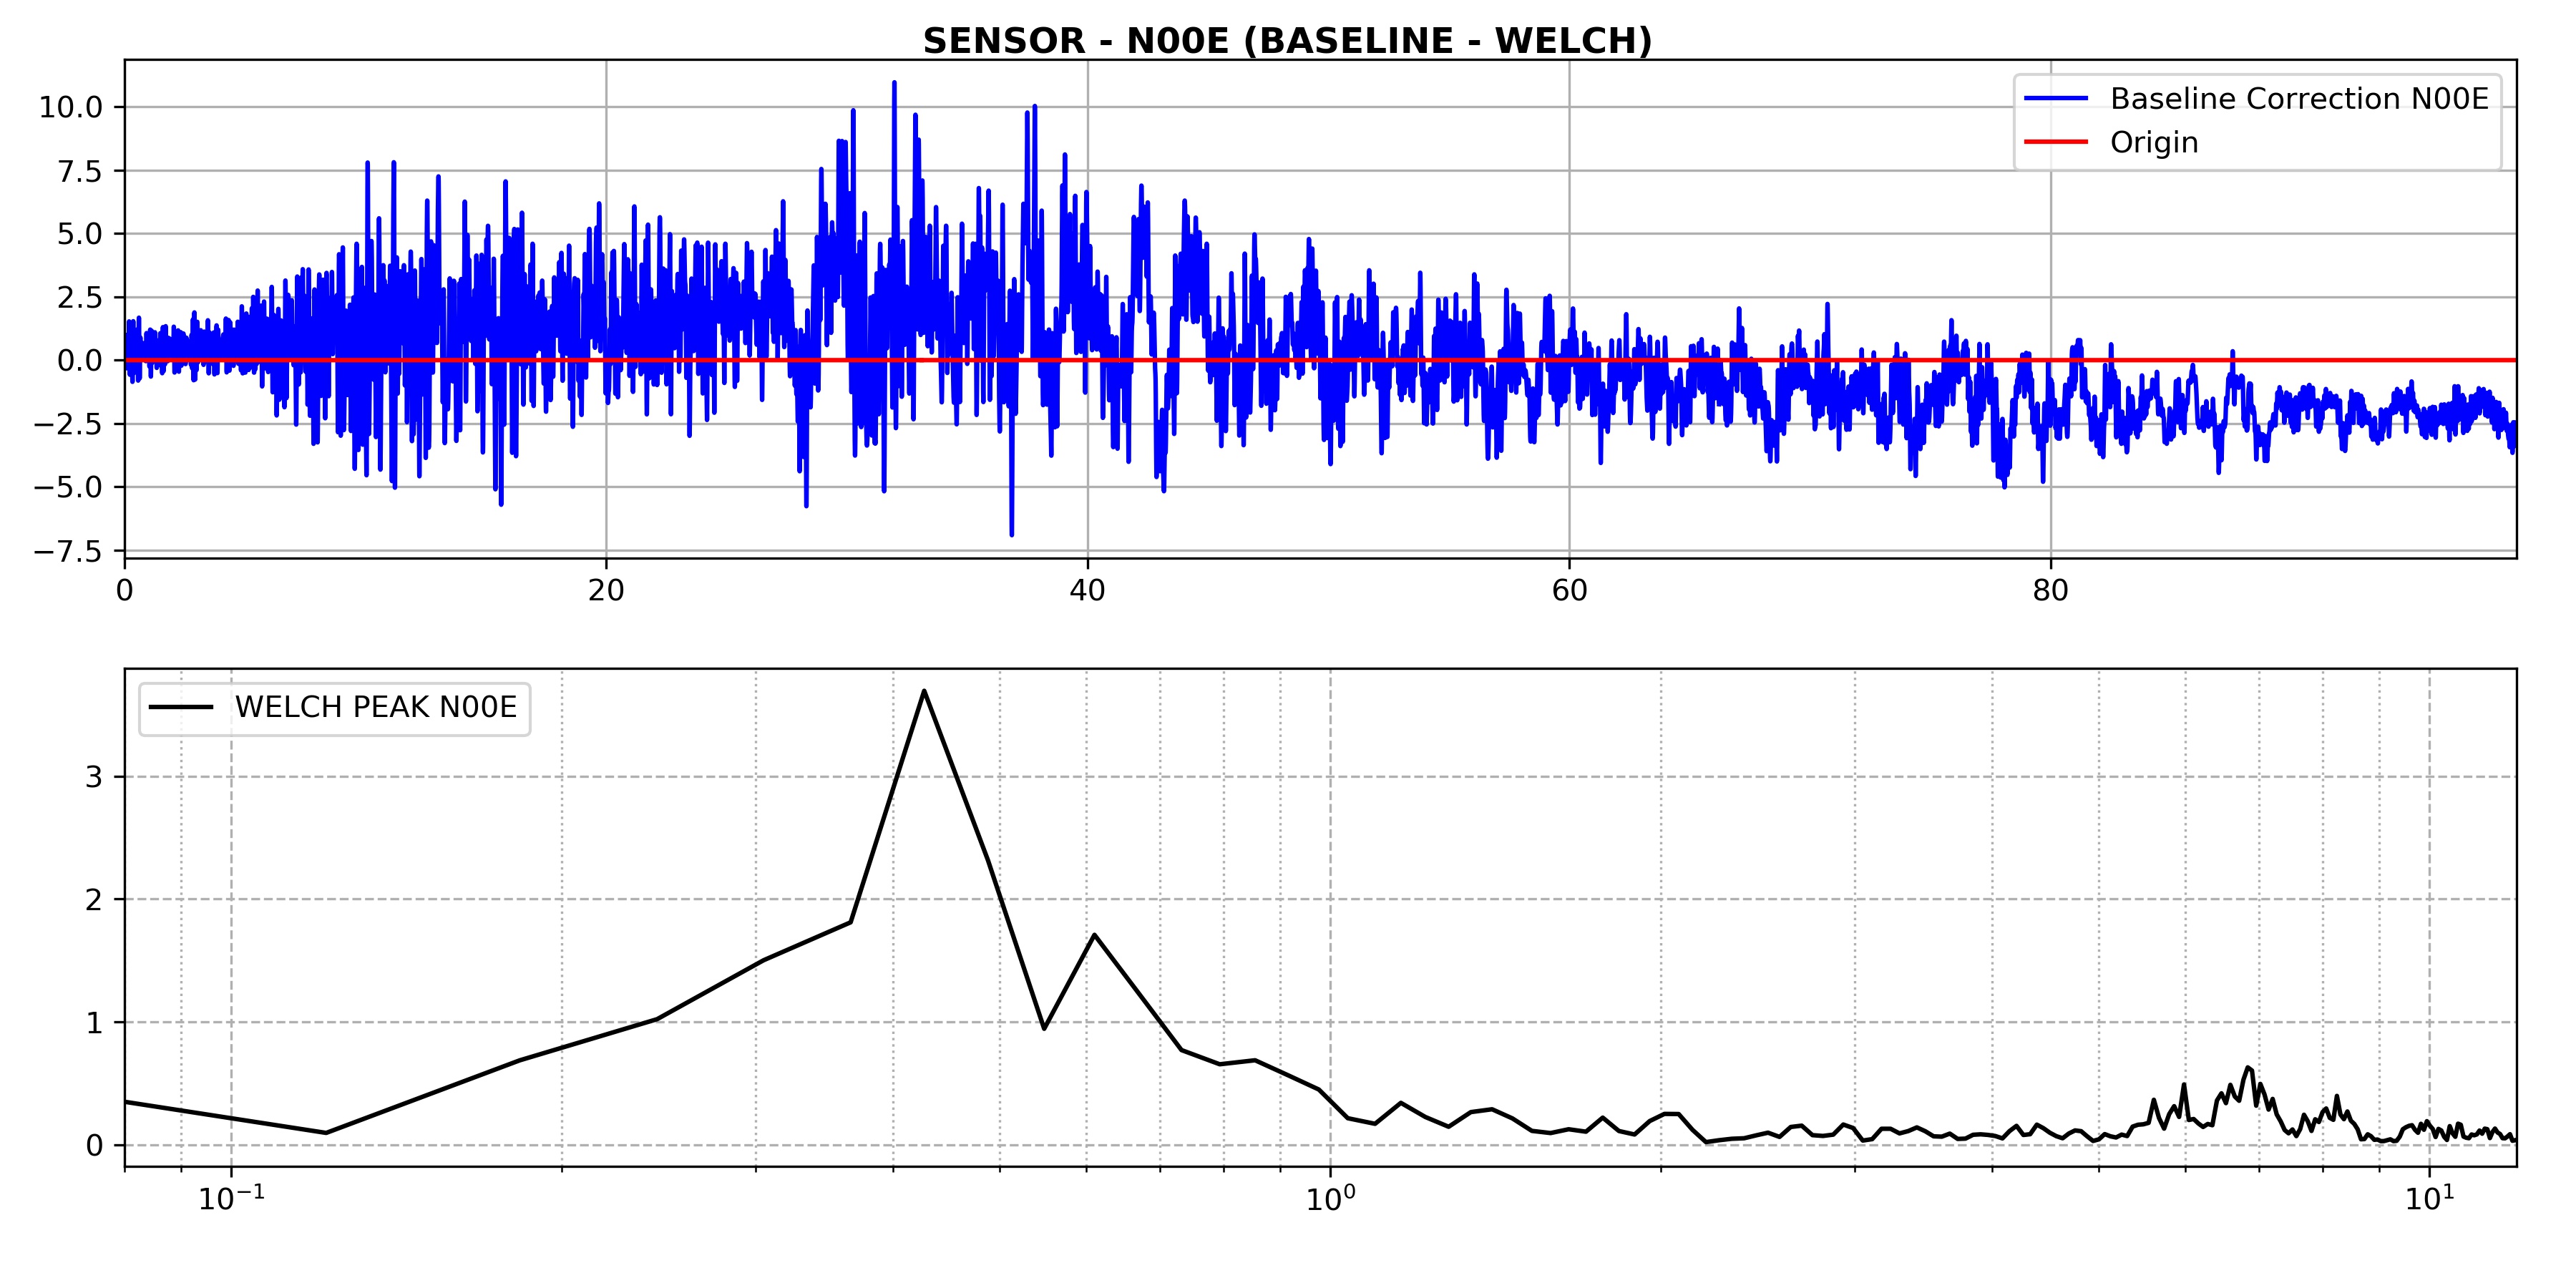 SENSOR - N00E (BASELINE - WELCH)
10.0
7.5
5.0
2.5
0.0
−2.5
−5.0
−7.5
Baseline Correction N00E
Origin
0 20 40 60 80
WELCH PEAK N00E
3
2
1
0
10⁻¹ 10⁰ 10¹